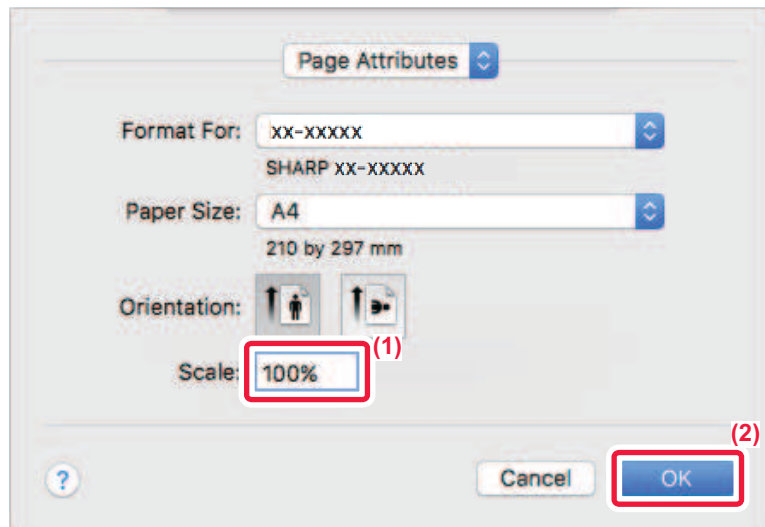 Page Attributes
Format For: xx-xxxxx
SHARP xx-xxxxx
Paper Size: A4
210 by 297 mm
Orientation:
(1)
Scale: 100%
(2)
? Cancel OK